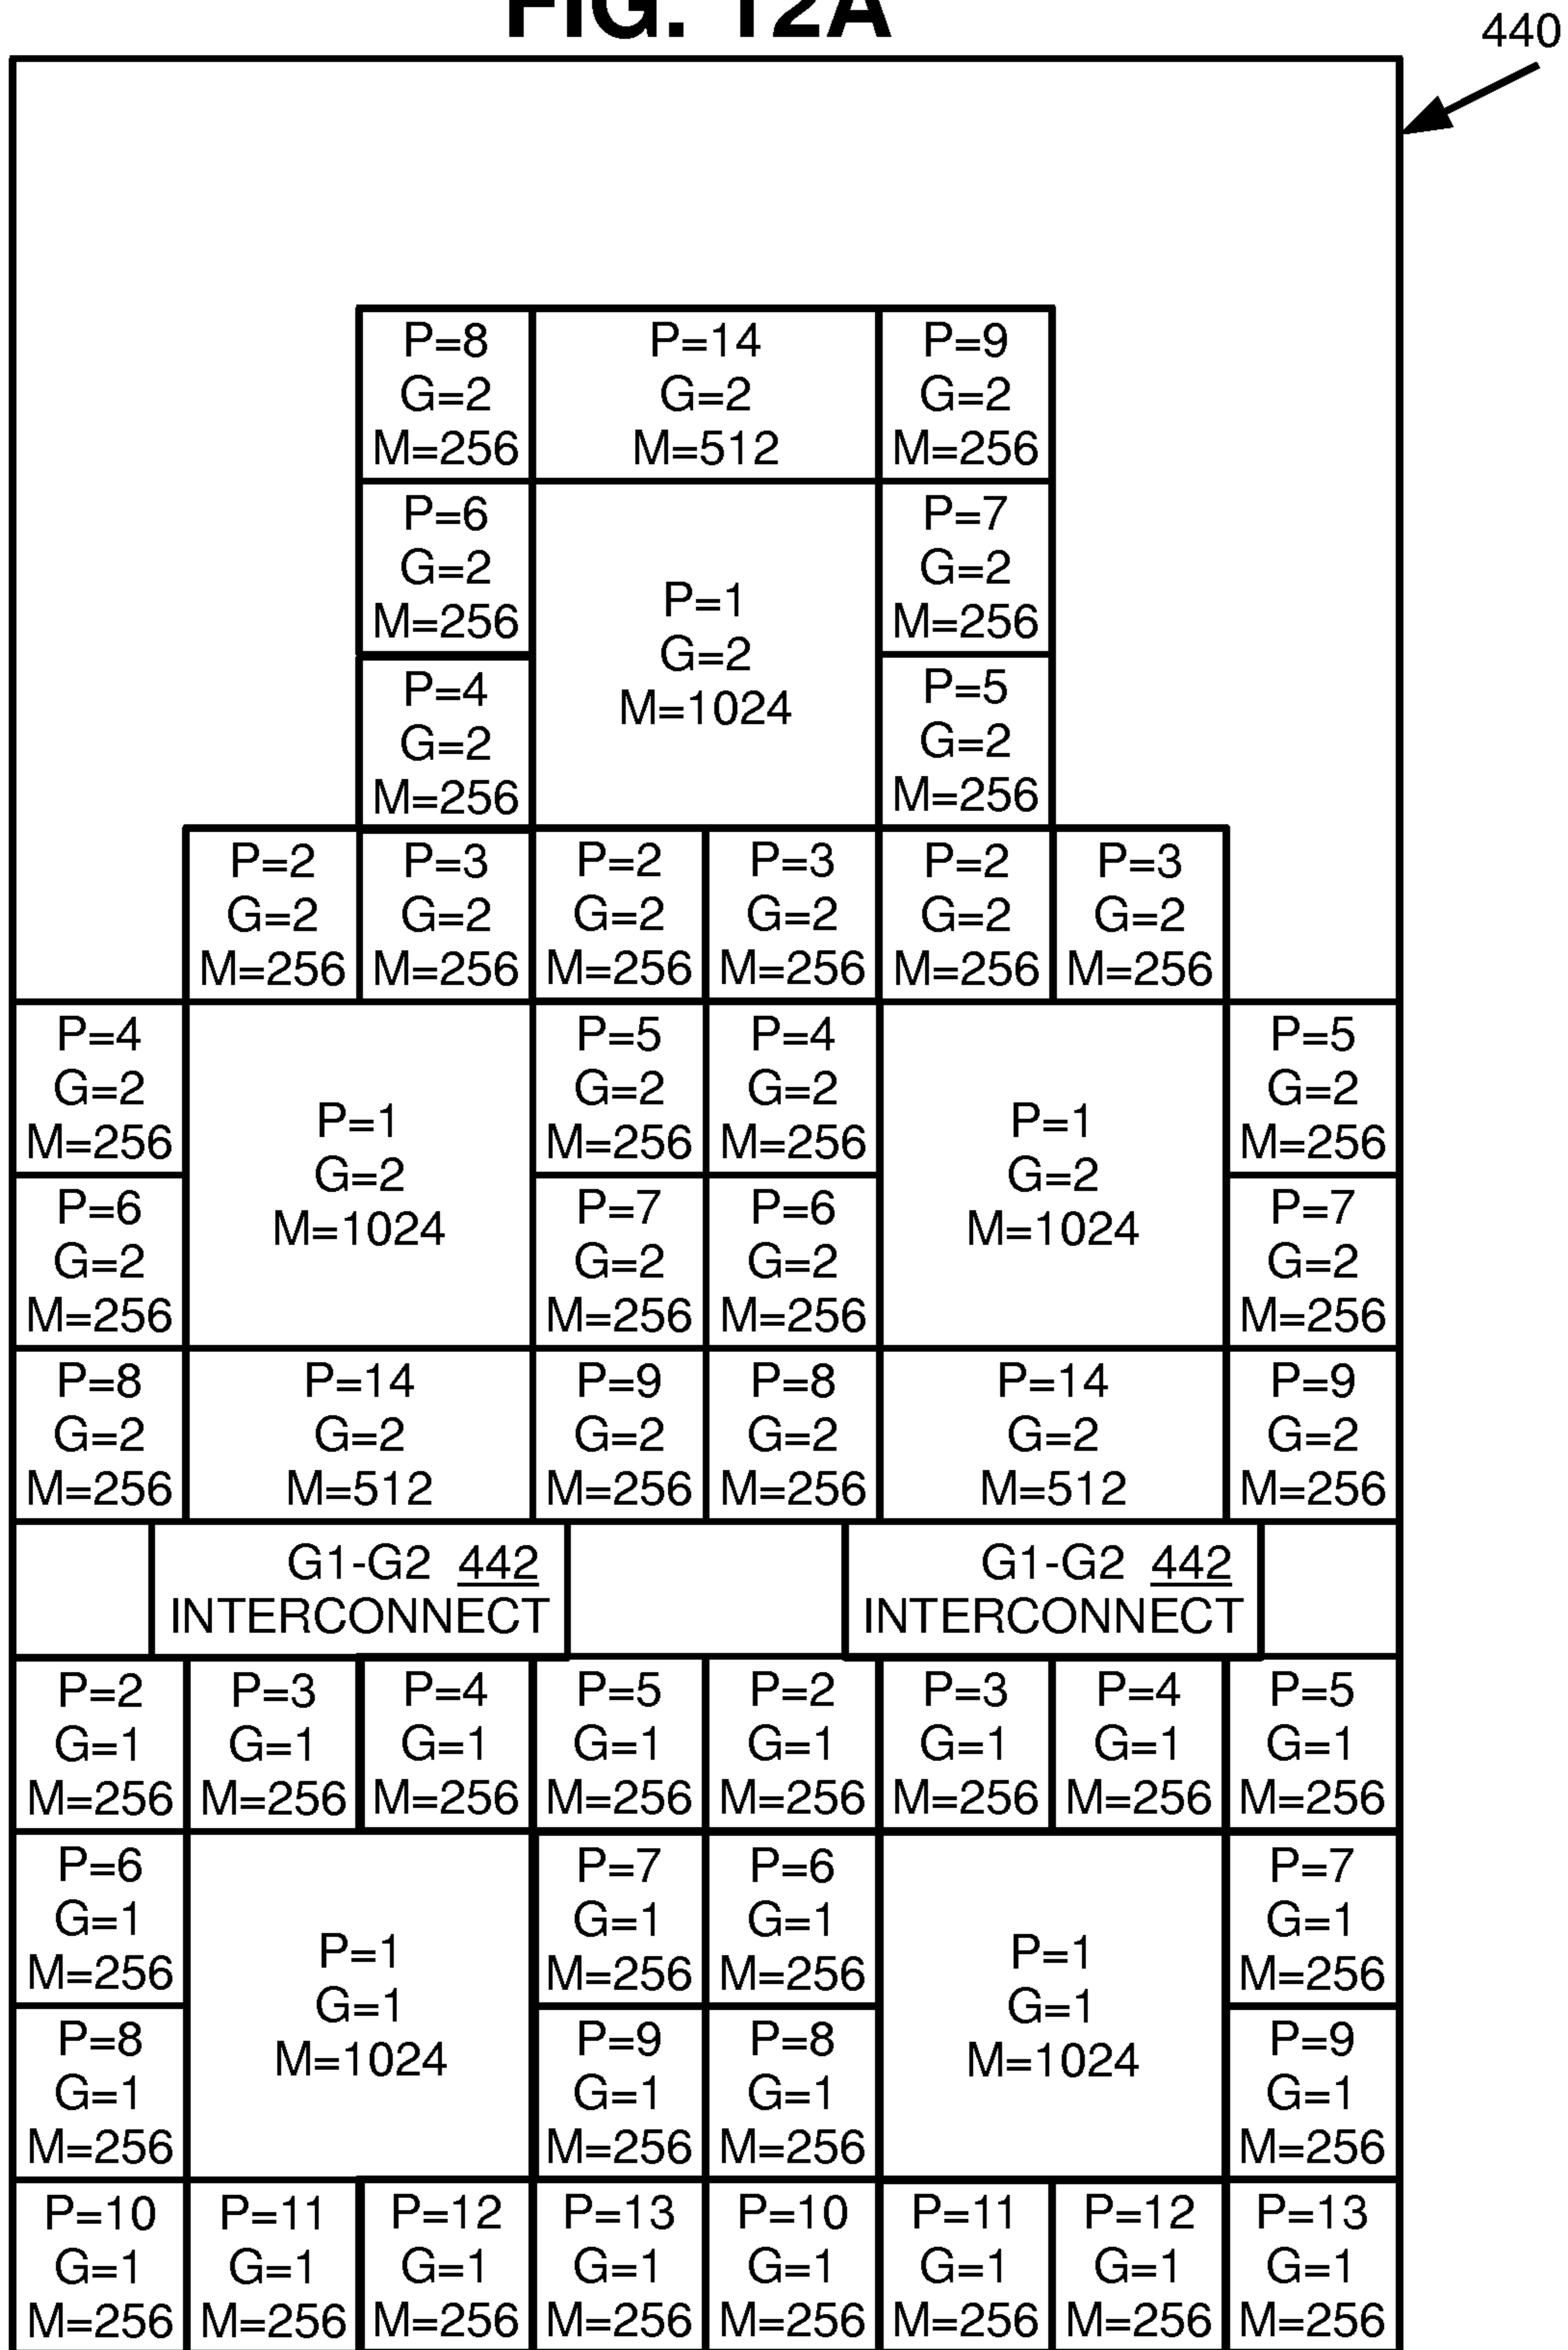 FIG. 12A
440
P=8 P=14 P=9
G=2 G=2 G=2
M=256 M=512 M=256
P=6 P=7
G=2 G=2
M=256 M=256
P=1
G=2
M=1024
P=4 P=5
G=2 G=2
M=256 M=256
P=2 P=3 P=2 P=3 P=2 P=3
G=2 G=2 G=2 G=2 G=2 G=2
M=256 M=256 M=256 M=256 M=256 M=256
P=4 P=5 P=4 P=5
G=2 G=2 G=2 G=2
M=256 M=256 M=256 M=256
P=1 P=1
G=2 G=2
M=1024 M=1024
P=6 P=7 P=6 P=7
G=2 G=2 G=2 G=2
M=256 M=256 M=256 M=256
P=8 P=14 P=9 P=8 P=14 P=9
G=2 G=2 G=2 G=2 G=2 G=2
M=256 M=512 M=256 M=256 M=512 M=256
G1-G2 442 G1-G2 442
INTERCONNECT INTERCONNECT
P=2 P=3 P=4 P=5 P=2 P=3 P=4 P=5
G=1 G=1 G=1 G=1 G=1 G=1 G=1 G=1
M=256 M=256 M=256 M=256 M=256 M=256 M=256 M=256
P=6 P=7 P=6 P=7
G=1 G=1 G=1 G=1
M=256 M=256 M=256 M=256
P=1 P=1
G=1 G=1
M=1024 M=1024
P=8 P=9 P=8 P=9
G=1 G=1 G=1 G=1
M=256 M=256 M=256 M=256
P=10 P=11 P=12 P=13 P=10 P=11 P=12 P=13
G=1 G=1 G=1 G=1 G=1 G=1 G=1 G=1
M=256 M=256 M=256 M=256 M=256 M=256 M=256 M=256